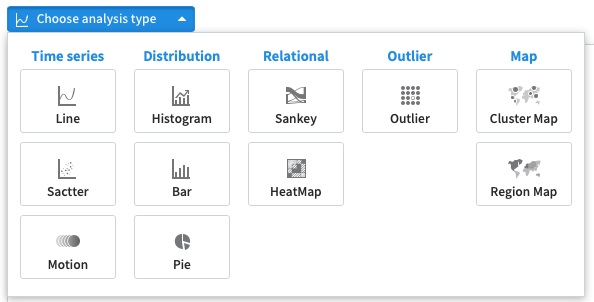 Choose analysis type
Time series Distribution Relational Outlier Map
Line Histogram Sankey Outlier Cluster Map
Sactter Bar HeatMap Region Map
Motion Pie